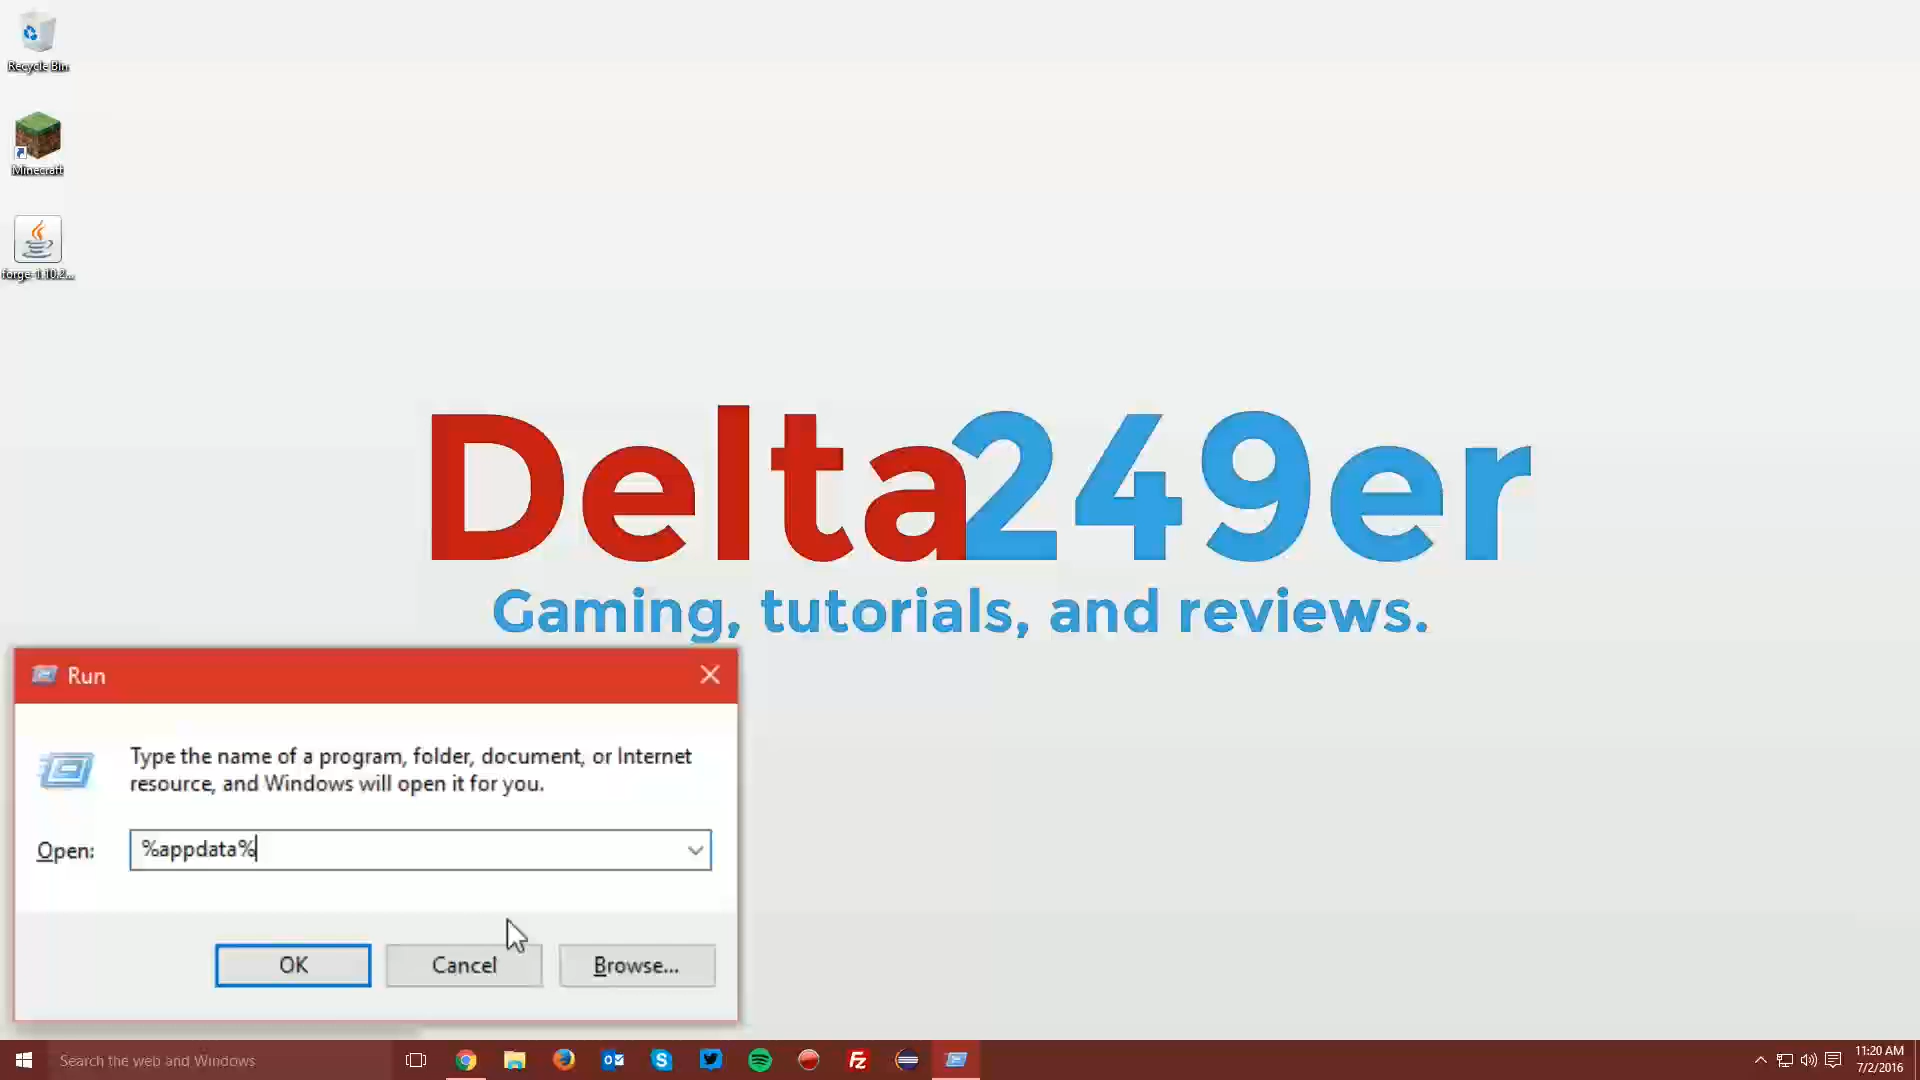 Recycle Bin
Minecraft
forge-1.10.2...
Delta249er
Gaming, tutorials, and reviews.
Run
Type the name of a program, folder, document, or Internet
resource, and Windows will open it for you.
Open: %appdata%
OK Cancel Browse...
Search the web and Windows
11:20 AM
7/2/2016